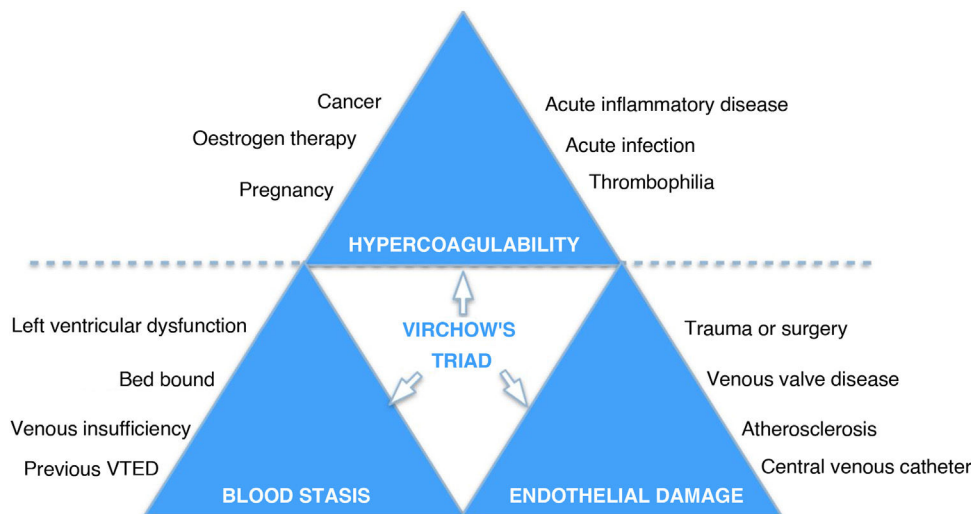 Cancer
Oestrogen therapy
Pregnancy
Acute inflammatory disease
Acute infection
Thrombophilia
HYPERCOAGULABILITY
VIRCHOW'S
TRIAD
Left ventricular dysfunction
Bed bound
Venous insufficiency
Previous VTED
BLOOD STASIS
Trauma or surgery
Venous valve disease
Atherosclerosis
Central venous catheter
ENDOTHELIAL DAMAGE